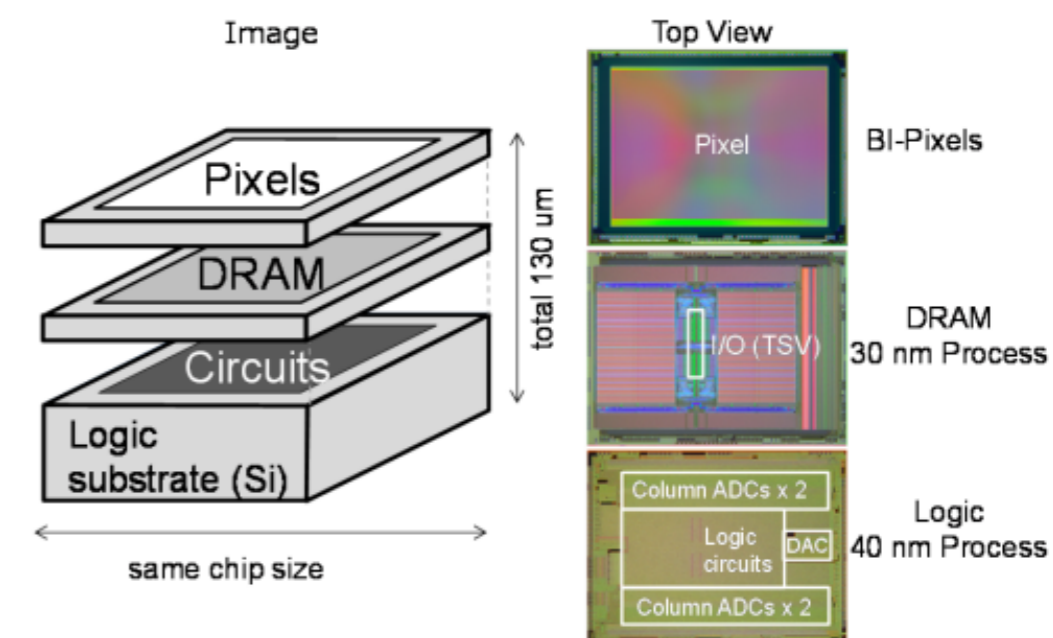 Image
Pixels
DRAM
Circuits
Logic
substrate (Si)
total 130 um
same chip size
Top View
Pixel
BI-Pixels
I/O (TSV)
DRAM
30 nm Process
Column ADCs x 2
Logic
circuits
DAC
Column ADCs x 2
Logic
40 nm Process